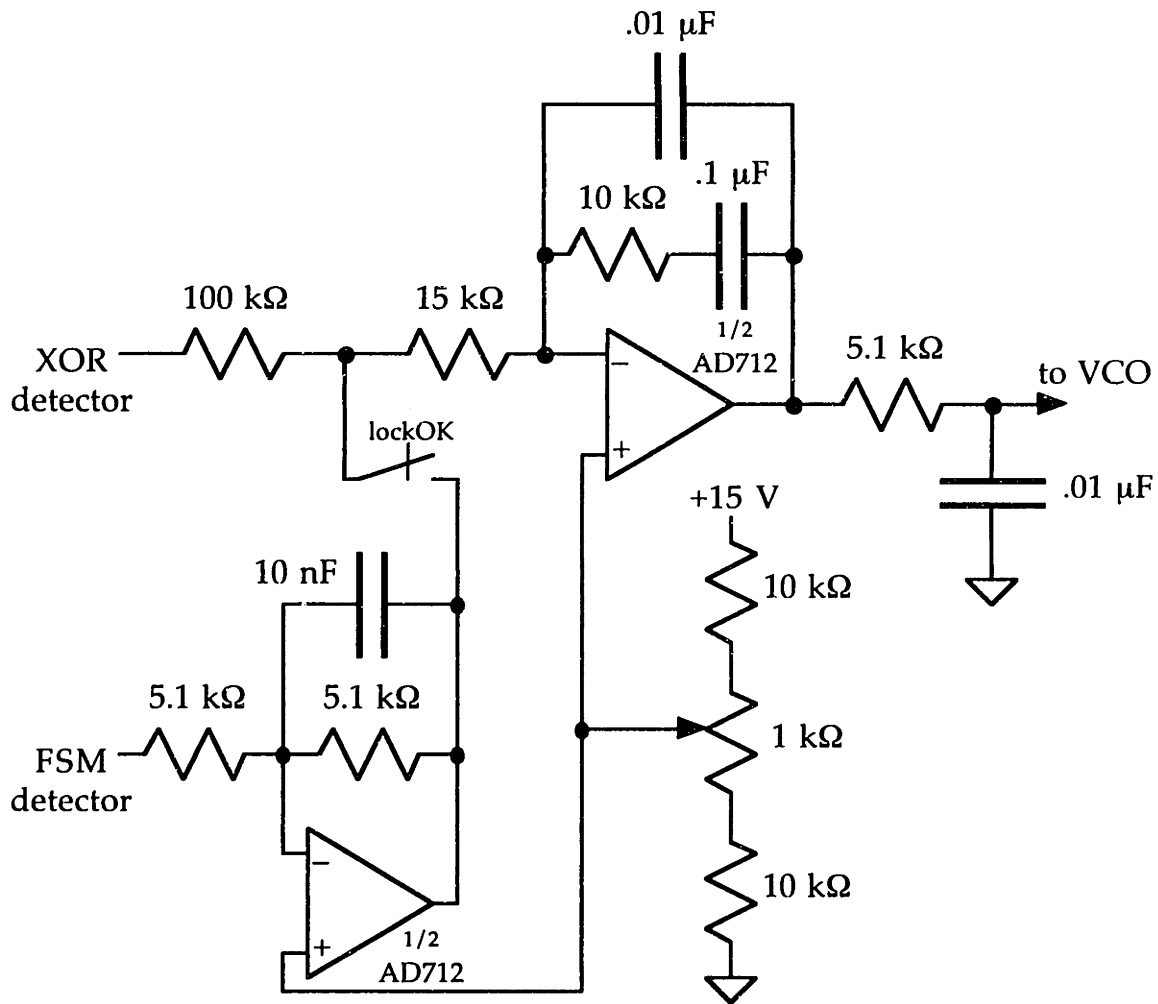 .01 μF
.1 μF
10 kΩ
100 kΩ
15 kΩ
XOR
detector
−
+
1/2
AD712
5.1 kΩ
to VCO
.01 μF
lockOK
+15 V
10 kΩ
1 kΩ
10 kΩ
10 nF
5.1 kΩ
5.1 kΩ
FSM
detector
−
+
1/2
AD712